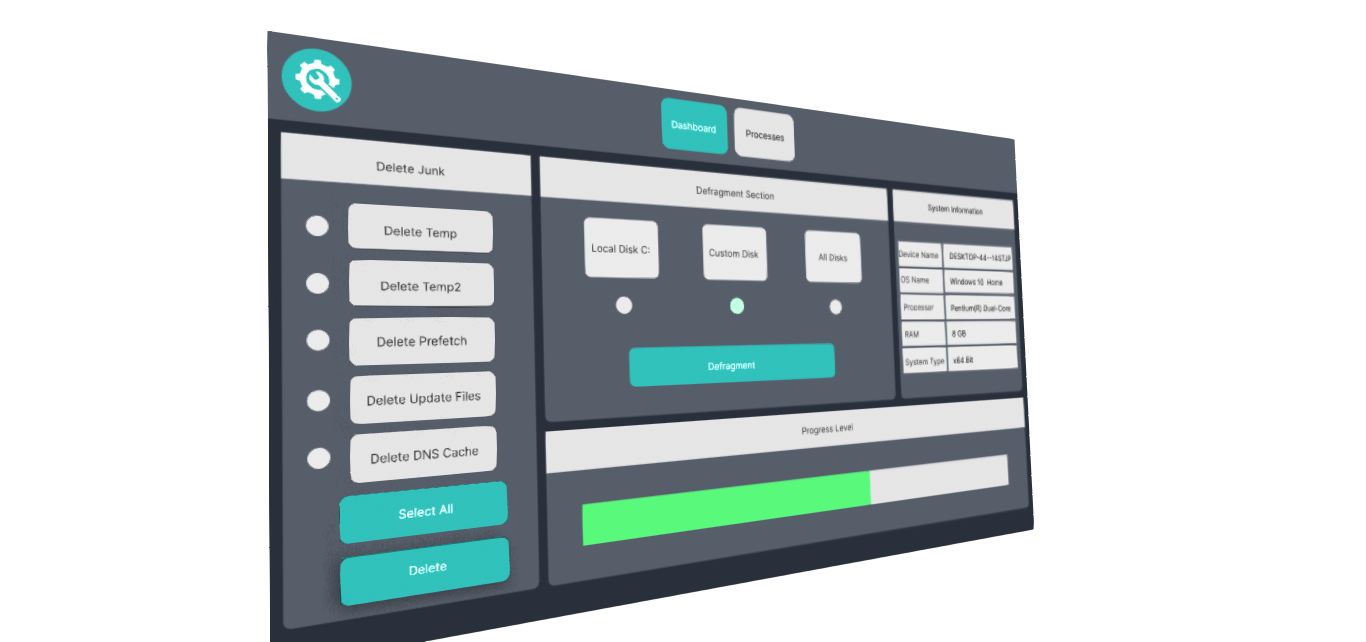 Dashboard
Processes
Delete Junk
Delete Temp
Delete Temp2
Delete Prefetch
Delete Update Files
Delete DNS Cache
Select All
Delete
Defragment Section
Local Disk C:
Custom Disk
All Disks
Defragment
System Information
Device Name DESKTOP-44--14STJP
OS Name Windows 10 Home
Processor Pentium(R) Dual-Core
RAM 8 GB
System Type x64 Bit
Progress Level